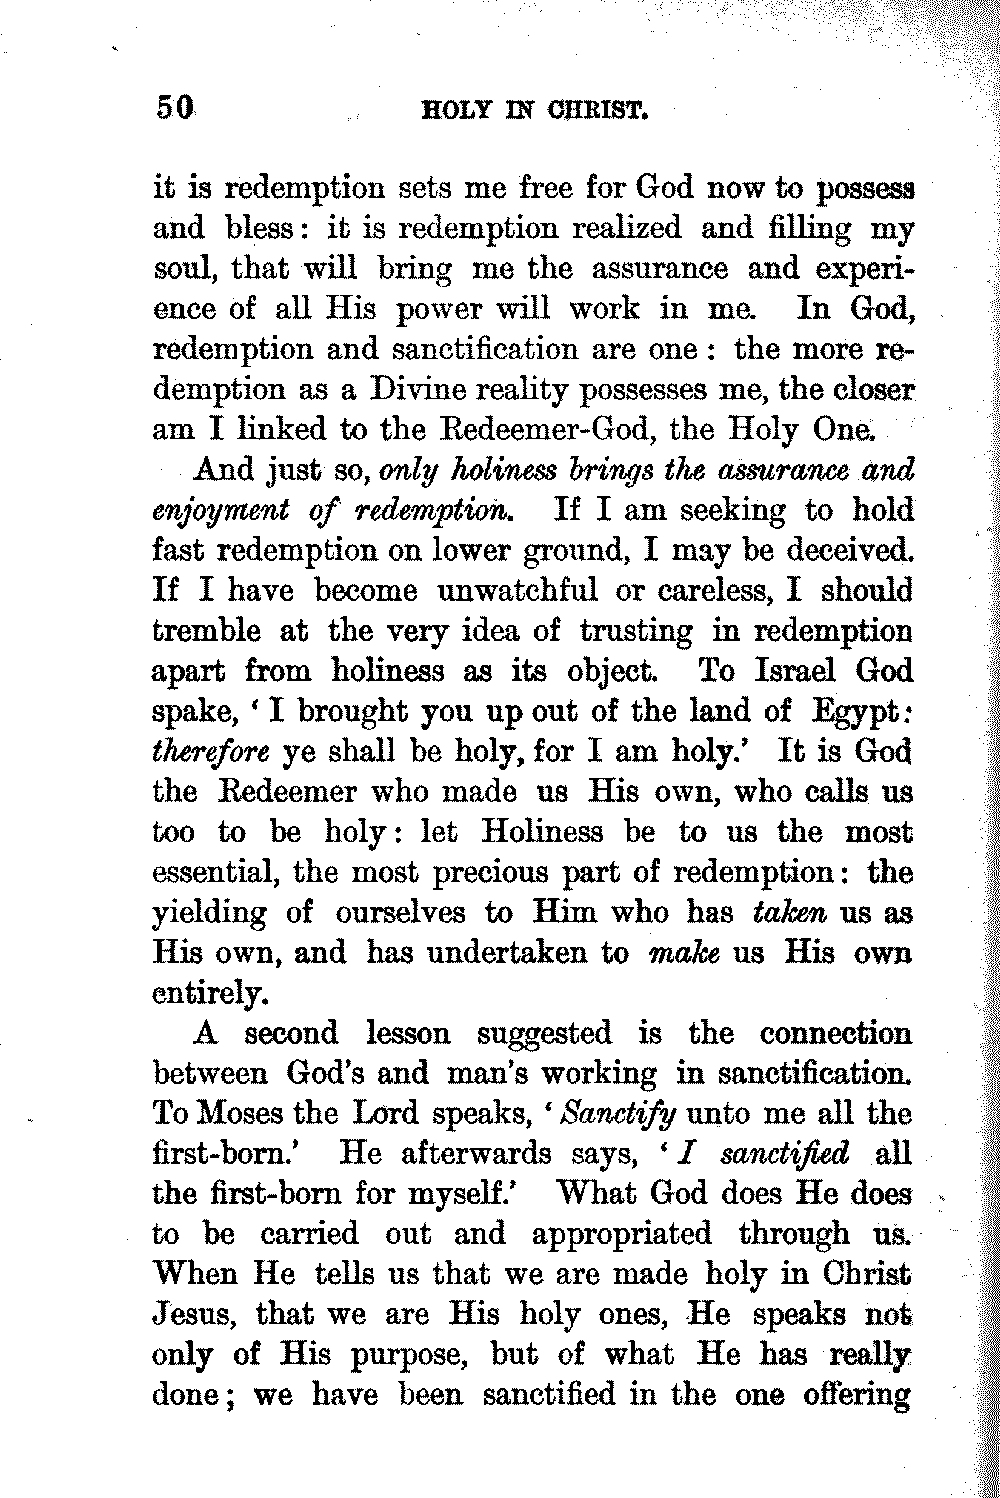 50 HOLY IN CHRIST.
it is redemption sets me free for God now to possess
and bless: it is redemption realized and filling my
soul, that will bring me the assurance and experi-
ence of all His power will work in me. In God,
redemption and sanctification are one: the more re-
demption as a Divine reality possesses me, the closer
am I linked to the Redeemer-God, the Holy One.
And just so, only holiness brings the assurance and
enjoyment of redemption. If I am seeking to hold
fast redemption on lower ground, I may be deceived.
If I have become unwatchful or careless, I should
tremble at the very idea of trusting in redemption
apart from holiness as its object. To Israel God
spake, ‘I brought you up out of the land of Egypt:
therefore ye shall be holy, for I am holy.’ It is God
the Redeemer who made us His own, who calls us
too to be holy: let Holiness be to us the most
essential, the most precious part of redemption: the
yielding of ourselves to Him who has taken us as
His own, and has undertaken to make us His own
entirely.
A second lesson suggested is the connection
between God's and man's working in sanctification.
To Moses the Lord speaks, ‘Sanctify unto me all the
first-born.’ He afterwards says, ‘I sanctified all
the first-born for myself.’ What God does He does
to be carried out and appropriated through us.
When He tells us that we are made holy in Christ
Jesus, that we are His holy ones, He speaks not
only of His purpose, but of what He has really
done; we have been sanctified in the one offering